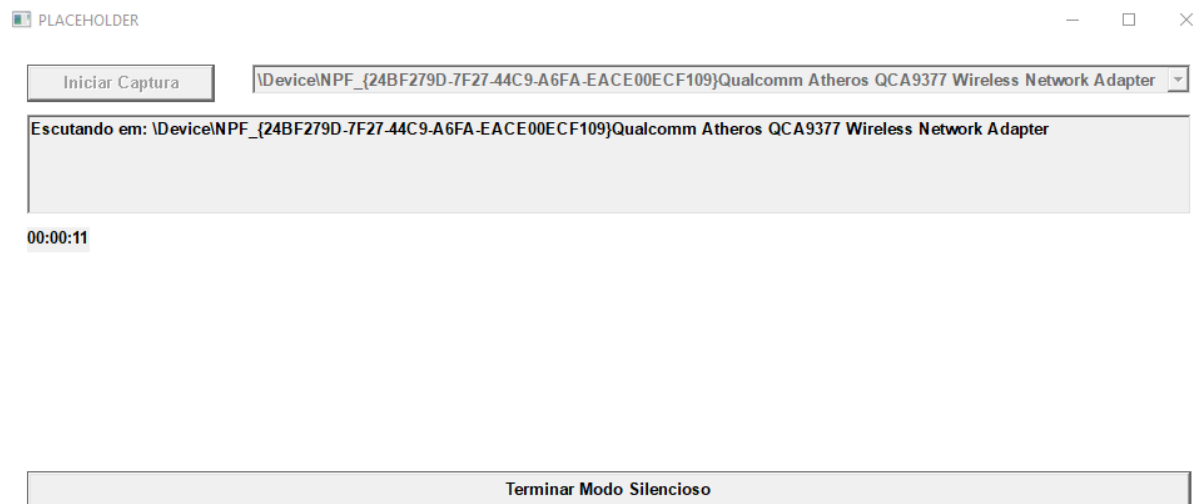 PLACEHOLDER
Iniciar Captura
\Device\NPF_{24BF279D-7F27-44C9-A6FA-EACE00ECF109}Qualcomm Atheros QCA9377 Wireless Network Adapter
Escutando em: \Device\NPF_{24BF279D-7F27-44C9-A6FA-EACE00ECF109}Qualcomm Atheros QCA9377 Wireless Network Adapter
00:00:11
Terminar Modo Silencioso